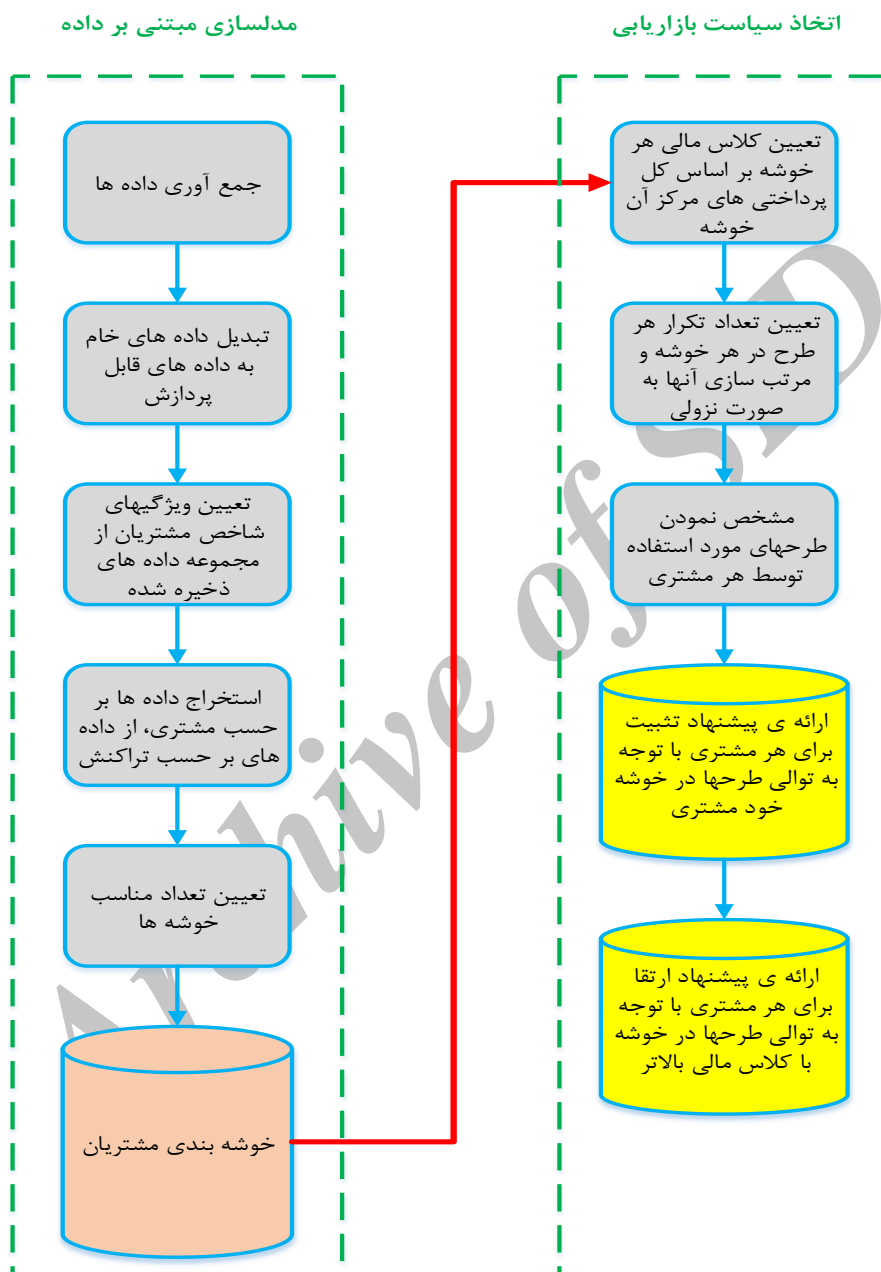 مدلسازی مبتنی بر داده
جمع آوری داده ها
تبدیل داده های خام
به داده های قابل
پردازش
تعیین ویژگیهای
شاخص مشتریان از
مجموعه داده های
ذخیره شده
استخراج داده ها بر
حسب مشتری، از داده
های بر حسب تراکنش
تعیین تعداد مناسب
خوشه ها
خوشه بندی مشتریان
اتخاذ سیاست بازاریابی
تعیین کلاس مالی هر
خوشه بر اساس کل
پرداختی های مرکز آن
خوشه
تعیین تعداد تکرار هر
طرح در هر خوشه و
مرتب سازی آنها به
صورت نزولی
مشخص نمودن
طرحهای مورد استفاده
توسط هر مشتری
ارائه ی پیشنهاد تثبیت
برای هر مشتری با توجه
به توالی طرحها در خوشه
خود مشتری
ارائه ی پیشنهاد ارتقا
برای هر مشتری با توجه
به توالی طرحها در خوشه
با کلاس مالی بالاتر
Archive of SID